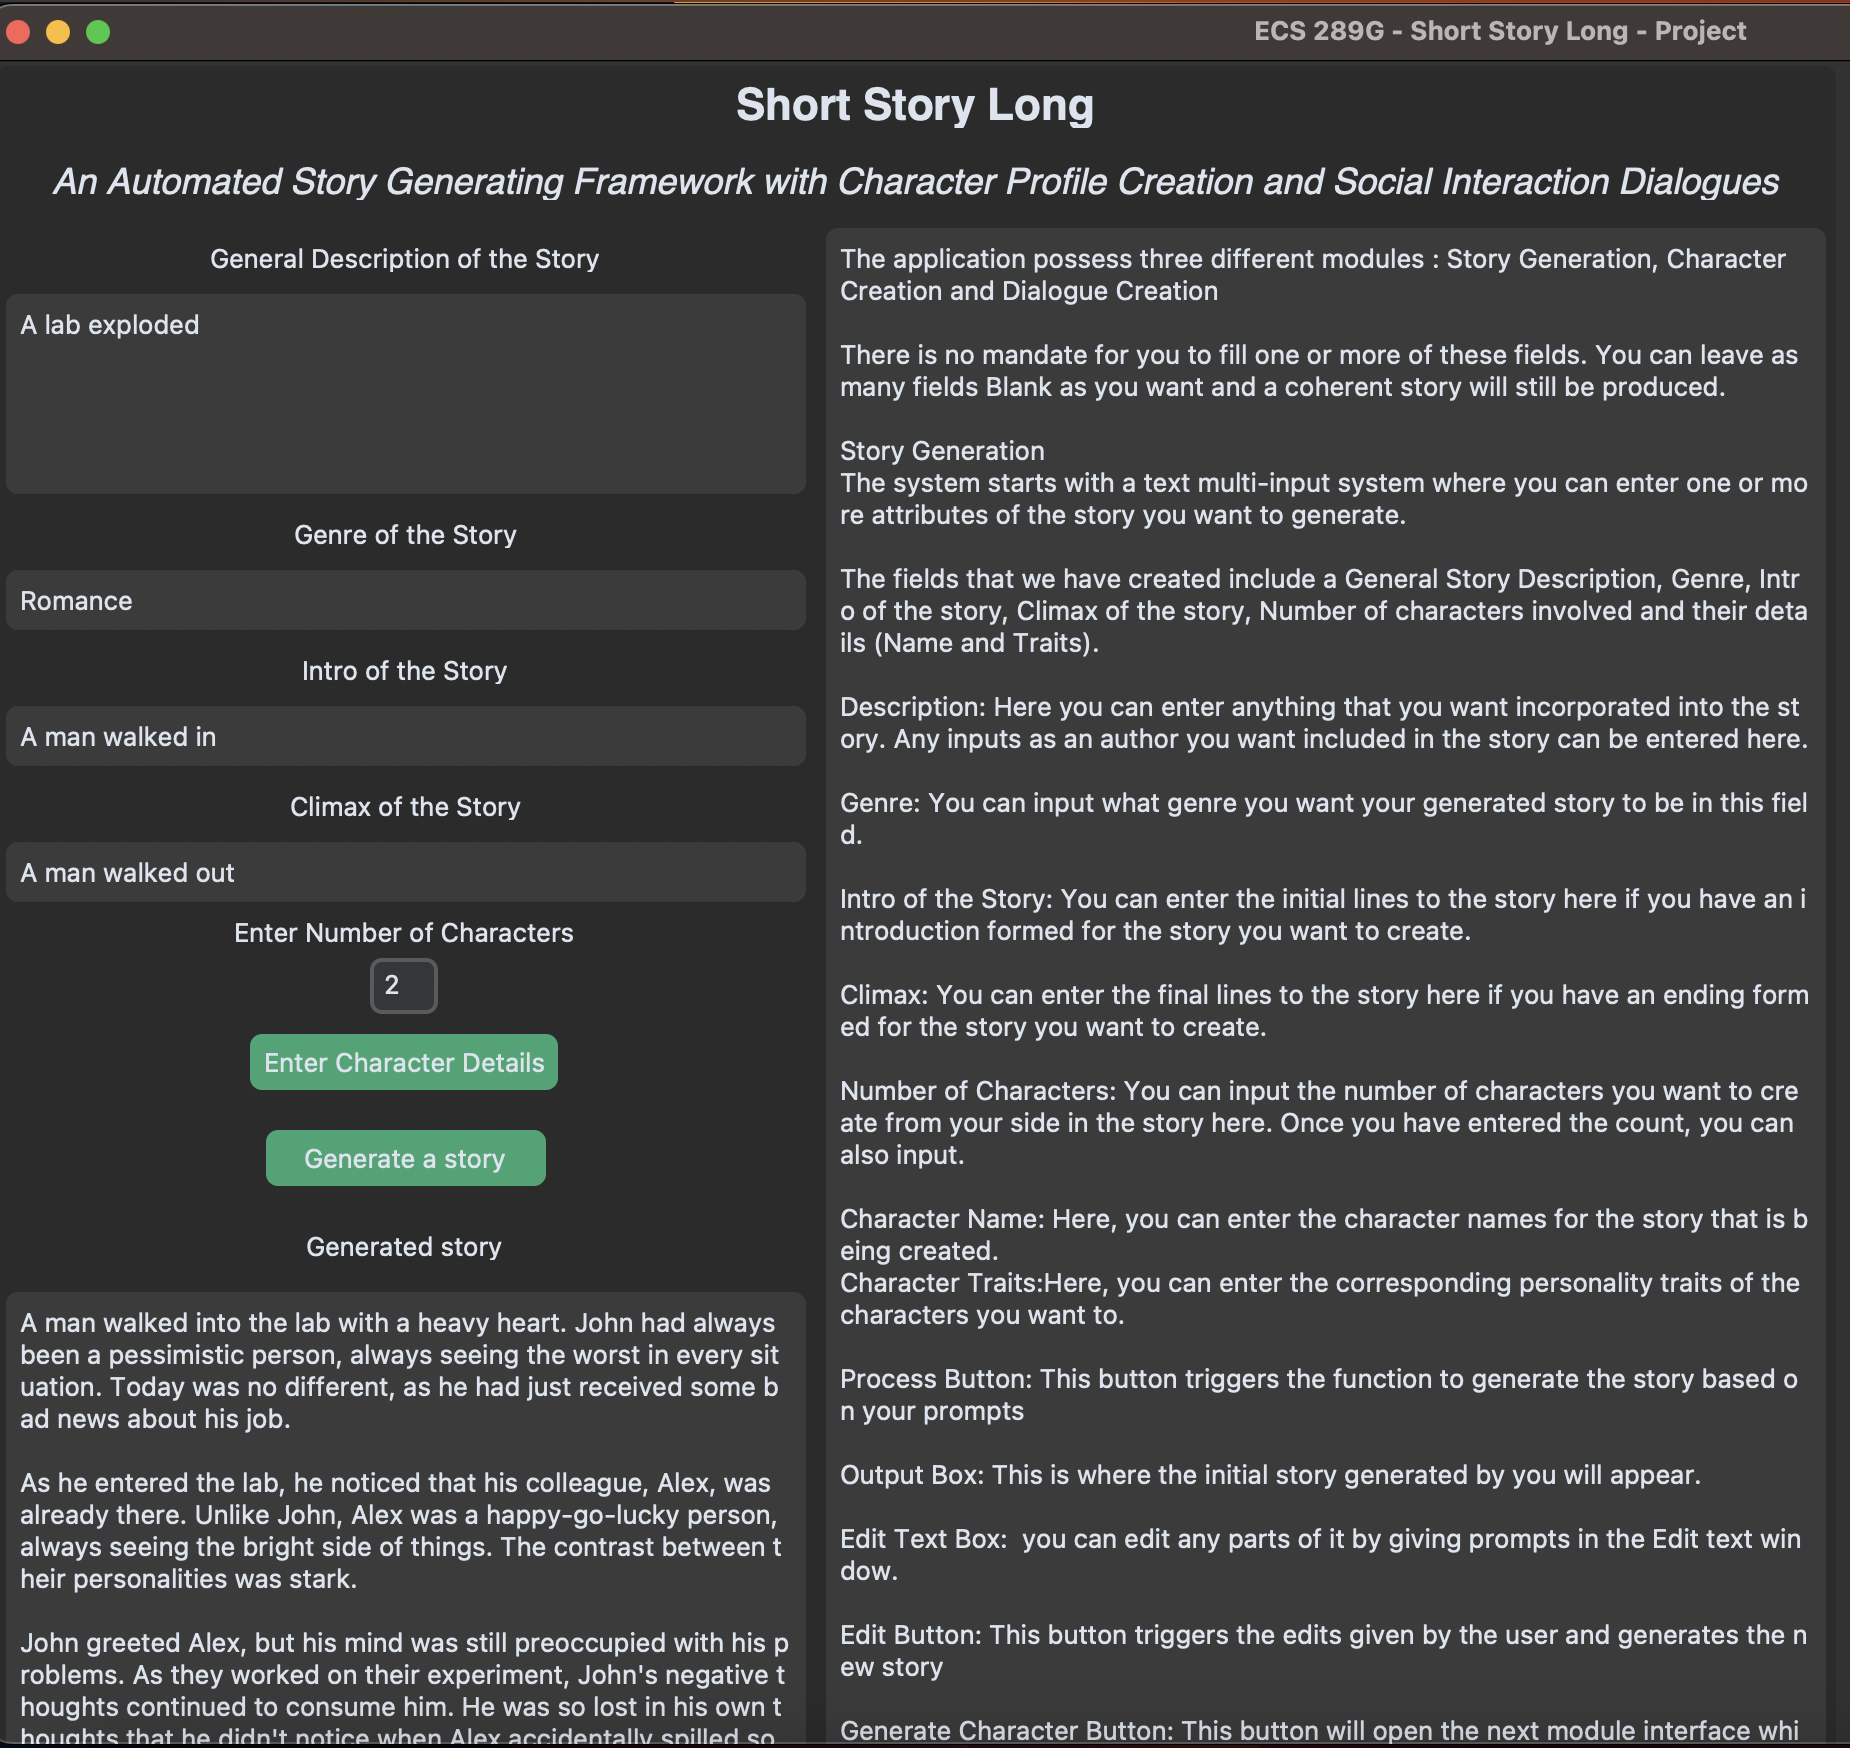 ECS 289G - Short Story Long - Project
Short Story Long
An Automated Story Generating Framework with Character Profile Creation and Social Interaction Dialogues
General Description of the Story
A lab exploded
Genre of the Story
Romance
Intro of the Story
A man walked in
Climax of the Story
A man walked out
Enter Number of Characters
2
Enter Character Details
Generate a story
Generated story
A man walked into the lab with a heavy heart. John had always
been a pessimistic person, always seeing the worst in every sit
uation. Today was no different, as he had just received some b
ad news about his job.
As he entered the lab, he noticed that his colleague, Alex, was
already there. Unlike John, Alex was a happy-go-lucky person,
always seeing the bright side of things. The contrast between t
heir personalities was stark.
John greeted Alex, but his mind was still preoccupied with his p
roblems. As they worked on their experiment, John's negative t
houghts continued to consume him. He was so lost in his own t
houghts that he didn't notice when Alex accidentally spilled so
The application possess three different modules : Story Generation, Character
Creation and Dialogue Creation
There is no mandate for you to fill one or more of these fields. You can leave as
many fields Blank as you want and a coherent story will still be produced.
Story Generation
The system starts with a text multi-input system where you can enter one or mo
re attributes of the story you want to generate.
The fields that we have created include a General Story Description, Genre, Intr
o of the story, Climax of the story, Number of characters involved and their deta
ils (Name and Traits).
Description: Here you can enter anything that you want incorporated into the st
ory. Any inputs as an author you want included in the story can be entered here.
Genre: You can input what genre you want your generated story to be in this fiel
d.
Intro of the Story: You can enter the initial lines to the story here if you have an i
ntroduction formed for the story you want to create.
Climax: You can enter the final lines to the story here if you have an ending form
ed for the story you want to create.
Number of Characters: You can input the number of characters you want to cre
ate from your side in the story here. Once you have entered the count, you can
also input.
Character Name: Here, you can enter the character names for the story that is b
eing created.
Character Traits:Here, you can enter the corresponding personality traits of the
characters you want to.
Process Button: This button triggers the function to generate the story based o
n your prompts
Output Box: This is where the initial story generated by you will appear.
Edit Text Box:  you can edit any parts of it by giving prompts in the Edit text win
dow.
Edit Button: This button triggers the edits given by the user and generates the n
ew story
Generate Character Button: This button will open the next module interface whi